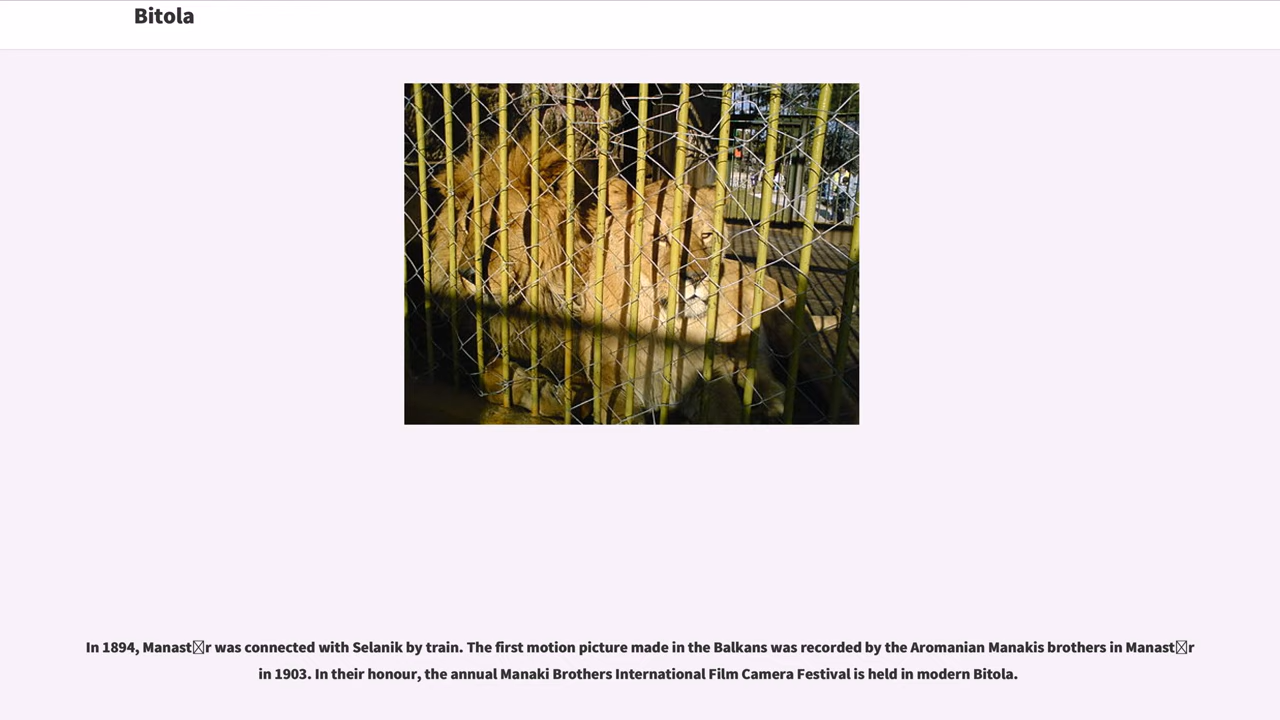 Bitola
In 1894, Manast☒r was connected with Selanik by train. The first motion picture made in the Balkans was recorded by the Aromanian Manakis brothers in Manast☒r
in 1903. In their honour, the annual Manaki Brothers International Film Camera Festival is held in modern Bitola.